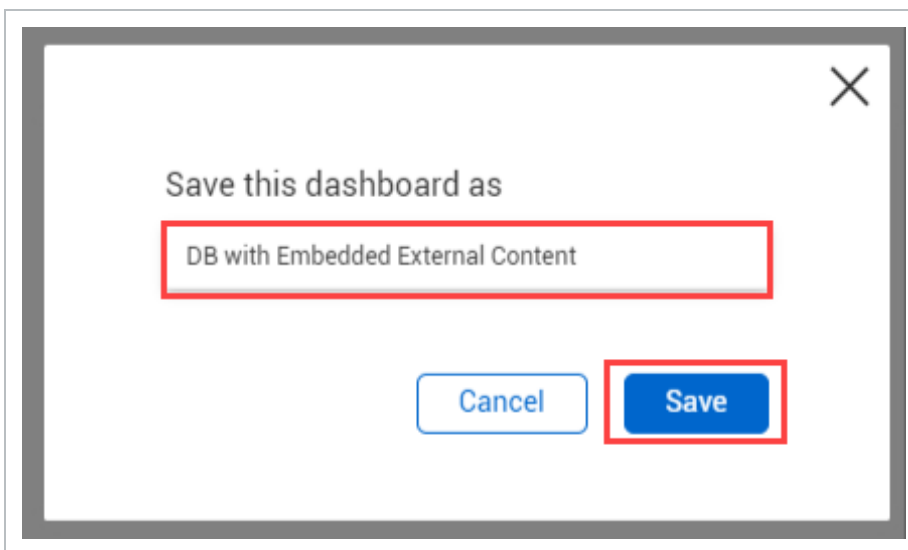 Save this dashboard as
DB with Embedded External Content
Cancel
Save